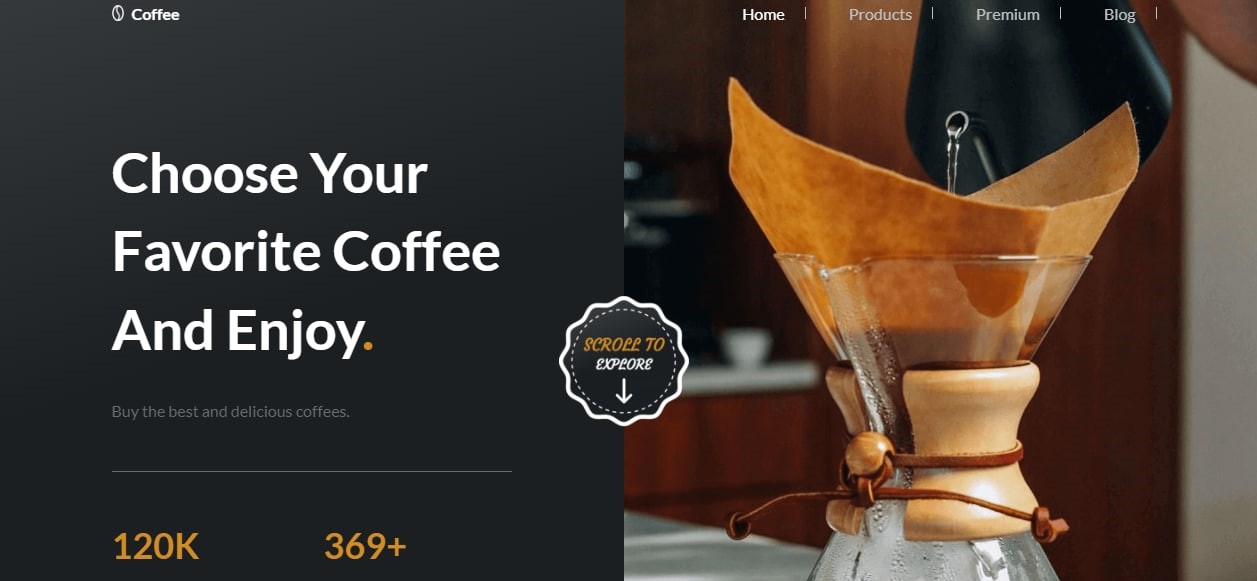 Coffee
Home
Products
Premium
Blog
Choose Your
Favorite Coffee
And Enjoy.
SCROLL TO
EXPLORE
Buy the best and delicious coffees.
120K
369+